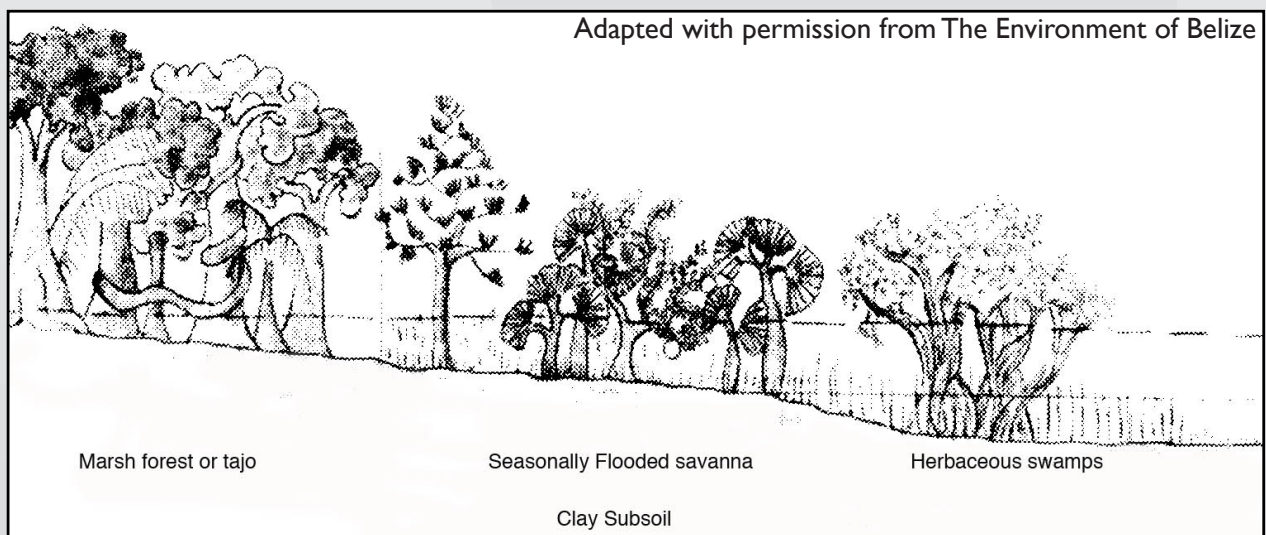 Adapted with permission from The Environment of Belize
Marsh forest or tajo
Seasonally Flooded savanna
Herbaceous swamps
Clay Subsoil